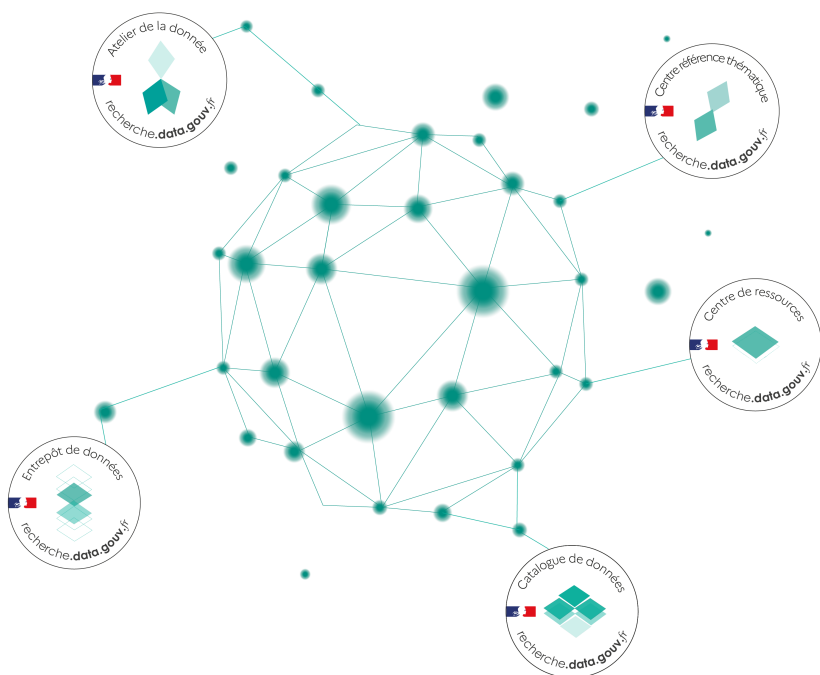 Atelier de la donnée
recherche.data.gouv.fr
Centre référence thématique
recherche.data.gouv.fr
Centre de ressources
recherche.data.gouv.fr
Entrepôt de données
recherche.data.gouv.fr
Catalogue de données
recherche.data.gouv.fr